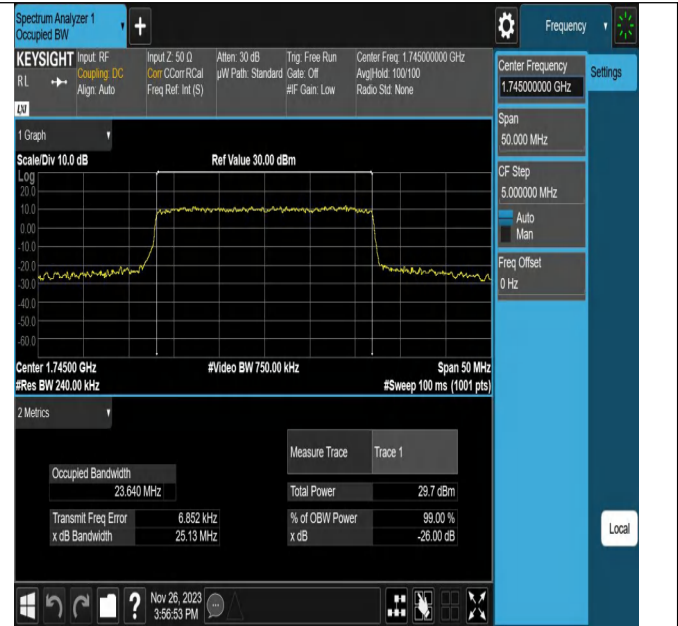 Spectrum Analyzer 1
Occupied BW
+
Frequency
KEYSIGHT
RL
LXI
Input: RF
Coupling: DC
Align: Auto
Input Z: 50 Ω
Corr CCorr RCal
Freq Ref: Int (S)
Atten: 30 dB
µW Path: Standard
Trig: Free Run
Gate: Off
#IF Gain: Low
Center Freq: 1.745000000 GHz
Avg|Hold: 100/100
Radio Std: None
Center Frequency
1.745000000 GHz
Settings
Span
50.000 MHz
CF Step
5.000000 MHz
Auto
Man
Freq Offset
0 Hz
Local
1 Graph
Scale/Div 10.0 dB
Ref Value 30.00 dBm
Log
20.0
10.0
0.00
-10.0
-20.0
-30.0
-40.0
-50.0
-60.0
Center 1.74500 GHz
#Video BW 750.00 kHz
Span 50 MHz
#Res BW 240.00 kHz
#Sweep 100 ms (1001 pts)
2 Metrics
Measure Trace
Trace 1
Occupied Bandwidth
23.640 MHz
Total Power
29.7 dBm
Transmit Freq Error
6.852 kHz
% of OBW Power
99.00 %
x dB Bandwidth
25.13 MHz
x dB
-26.00 dB
?
Nov 26, 2023
3:56:53 PM